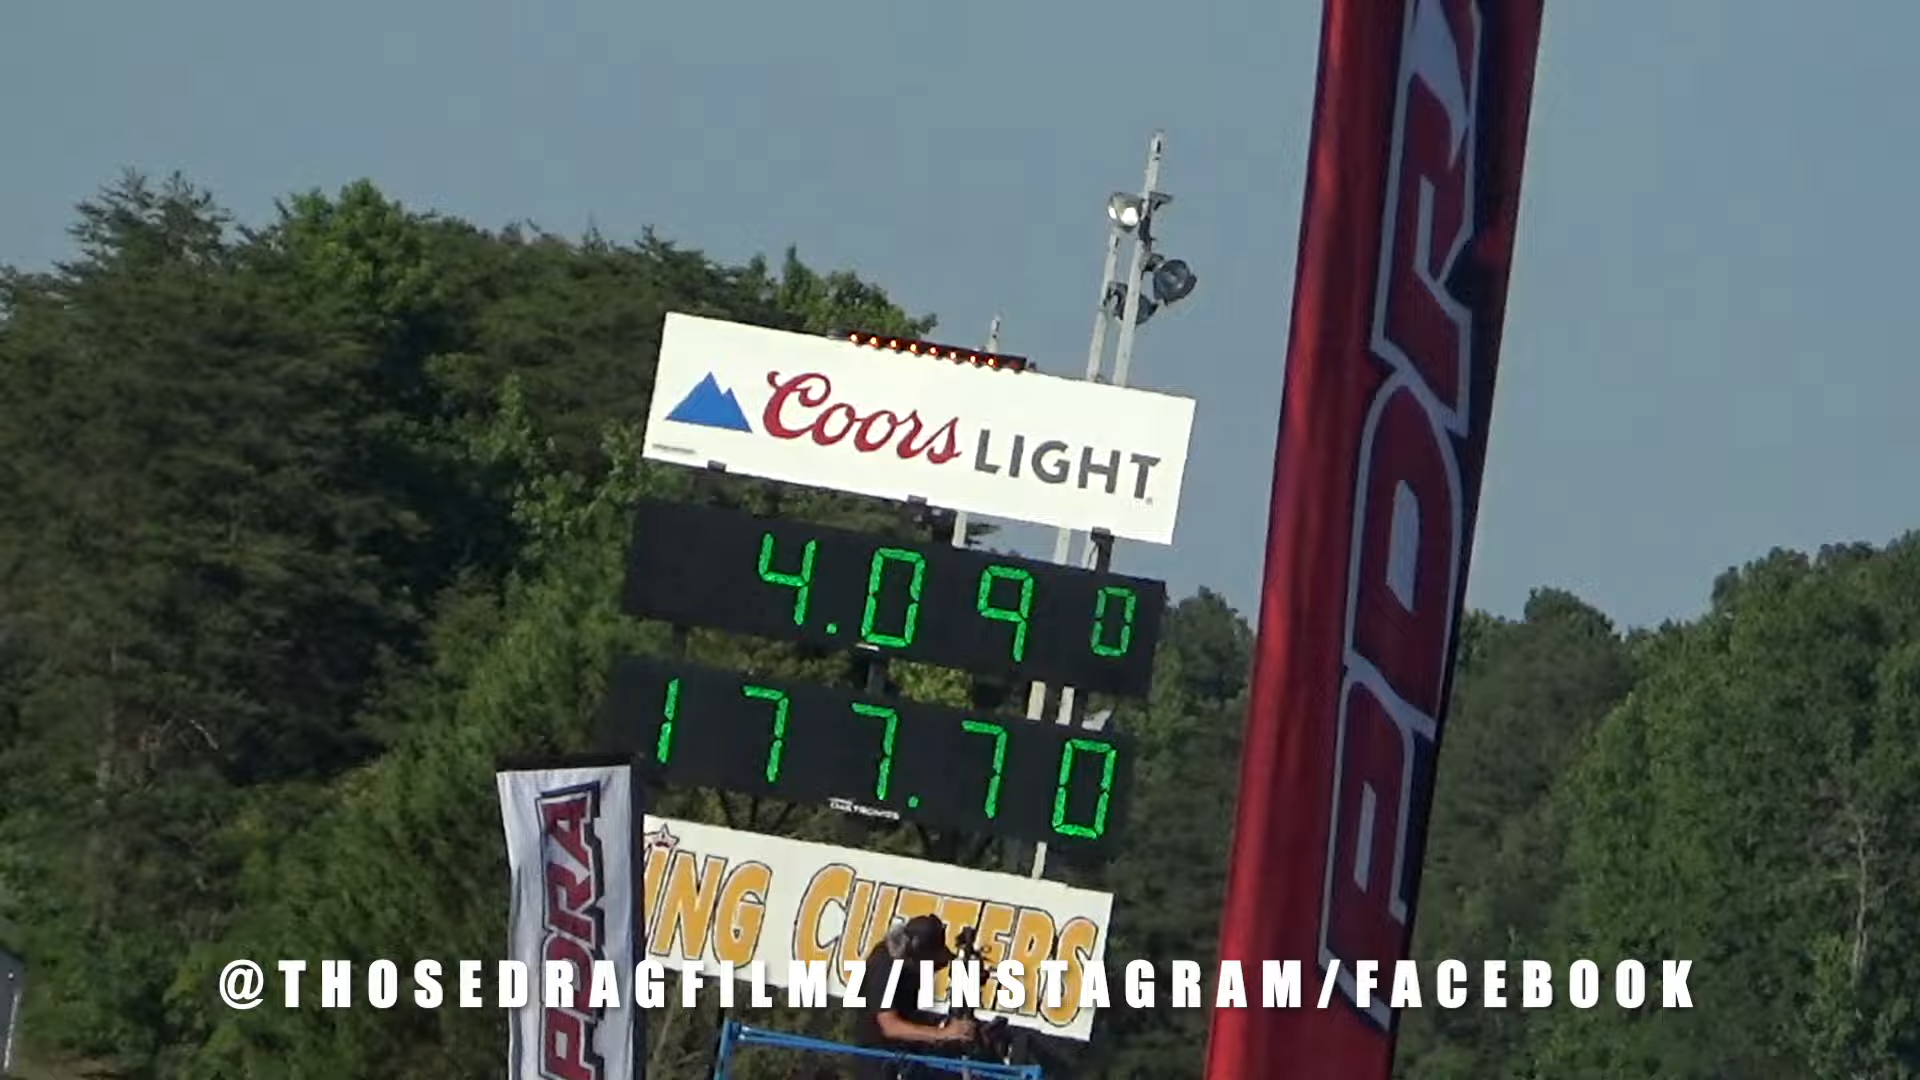 Coors LIGHT
4.090
177.70
PDRA
PDRA
ING CUTTERS
@THOSEDRAGFILMZ/INSTAGRAM/FACEBOOK